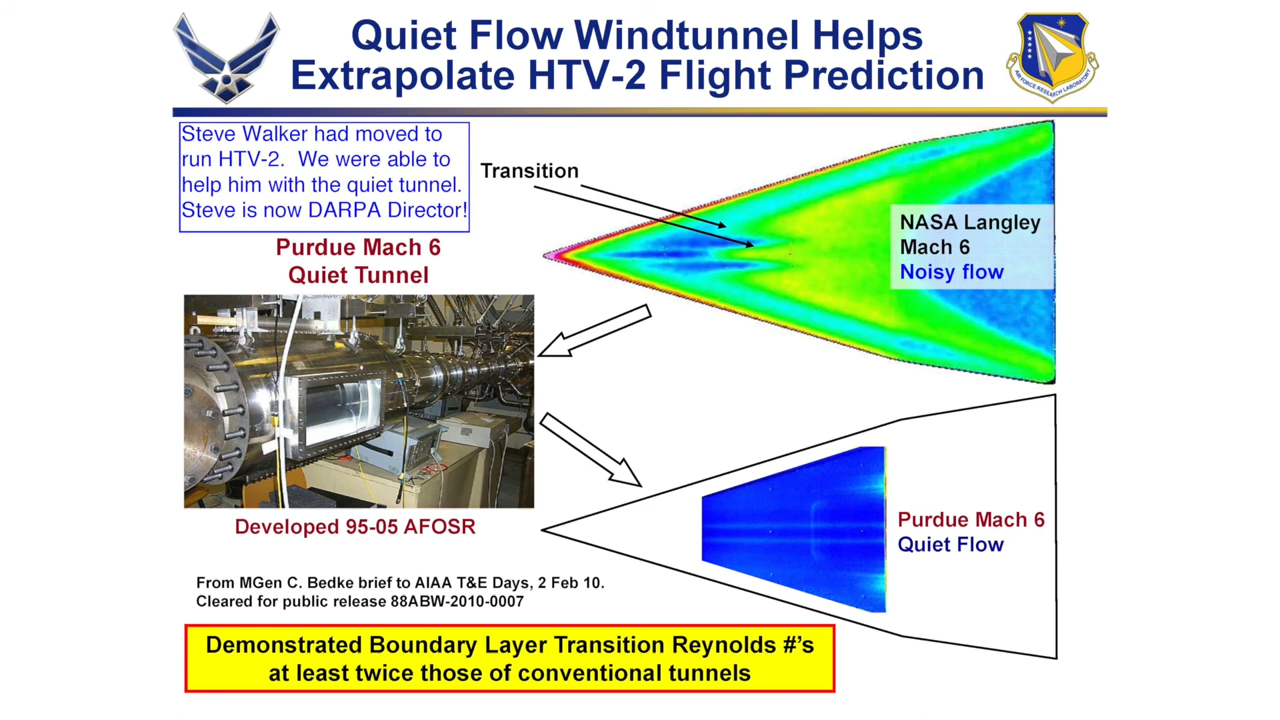 Quiet Flow Windtunnel Helps
Extrapolate HTV-2 Flight Prediction
AIR FORCE RESEARCH LABORATORY
Steve Walker had moved to
run HTV-2. We were able to
help him with the quiet tunnel.
Steve is now DARPA Director!
Transition
NASA Langley
Mach 6
Noisy flow
Purdue Mach 6
Quiet Tunnel
Developed 95-05 AFOSR
Purdue Mach 6
Quiet Flow
From MGen C. Bedke brief to AIAA T&E Days, 2 Feb 10.
Cleared for public release 88ABW-2010-0007
Demonstrated Boundary Layer Transition Reynolds #'s
at least twice those of conventional tunnels